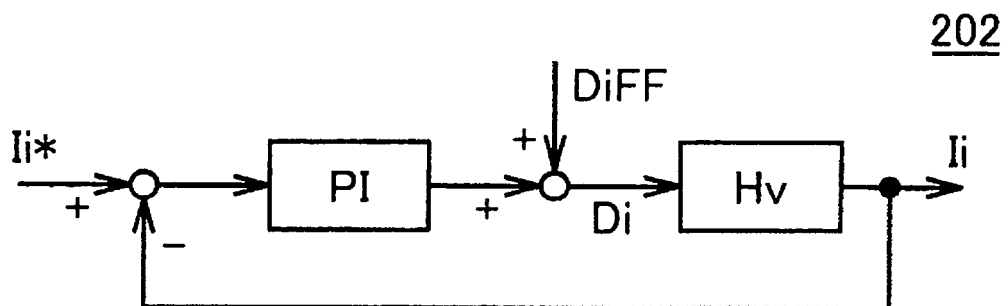 202
DiFF
+
Ii*
+
PI
+
Di
Hv
Ii
−